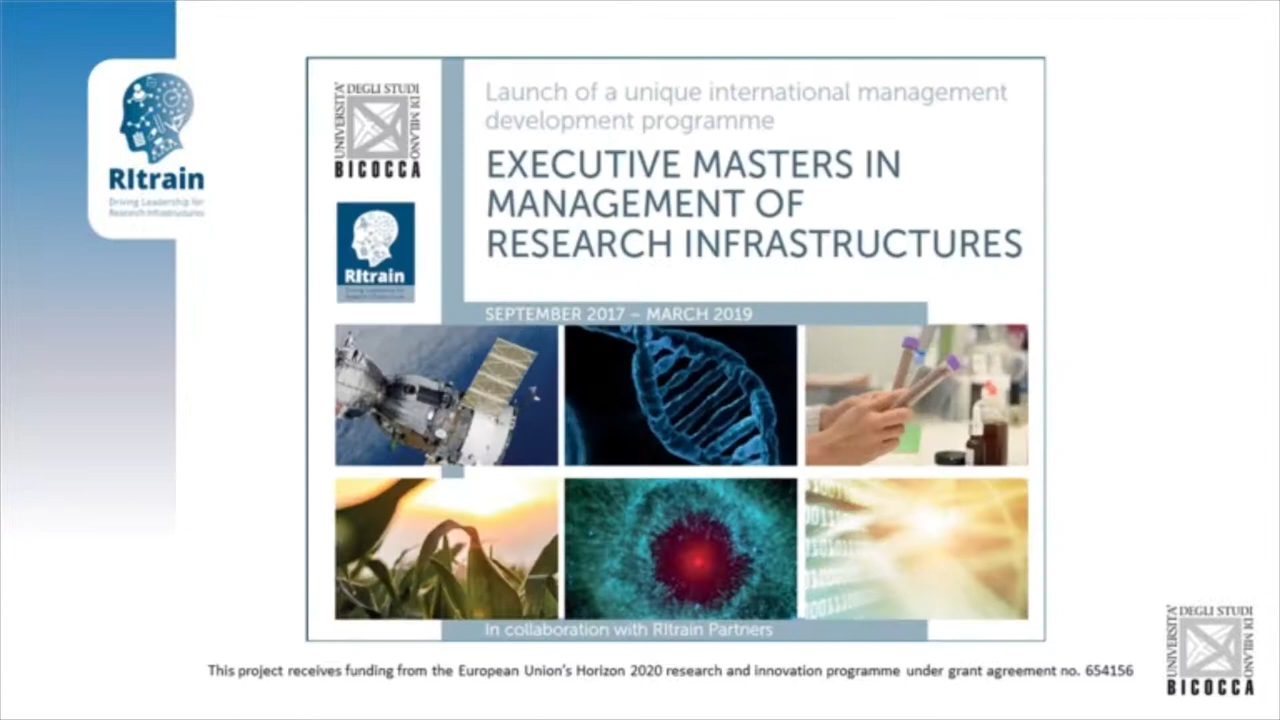 RItrain
Driving Leadership for
Research Infrastructures
UNIVERSITA' DEGLI STUDI DI MILANO
BICOCCA
RItrain
Launch of a unique international management
development programme
EXECUTIVE MASTERS IN
MANAGEMENT OF
RESEARCH INFRASTRUCTURES
SEPTEMBER 2017 – MARCH 2019
In collaboration with RItrain Partners
This project receives funding from the European Union's Horizon 2020 research and innovation programme under grant agreement no. 654156
UNIVERSITA' DEGLI STUDI DI MILANO
BICOCCA